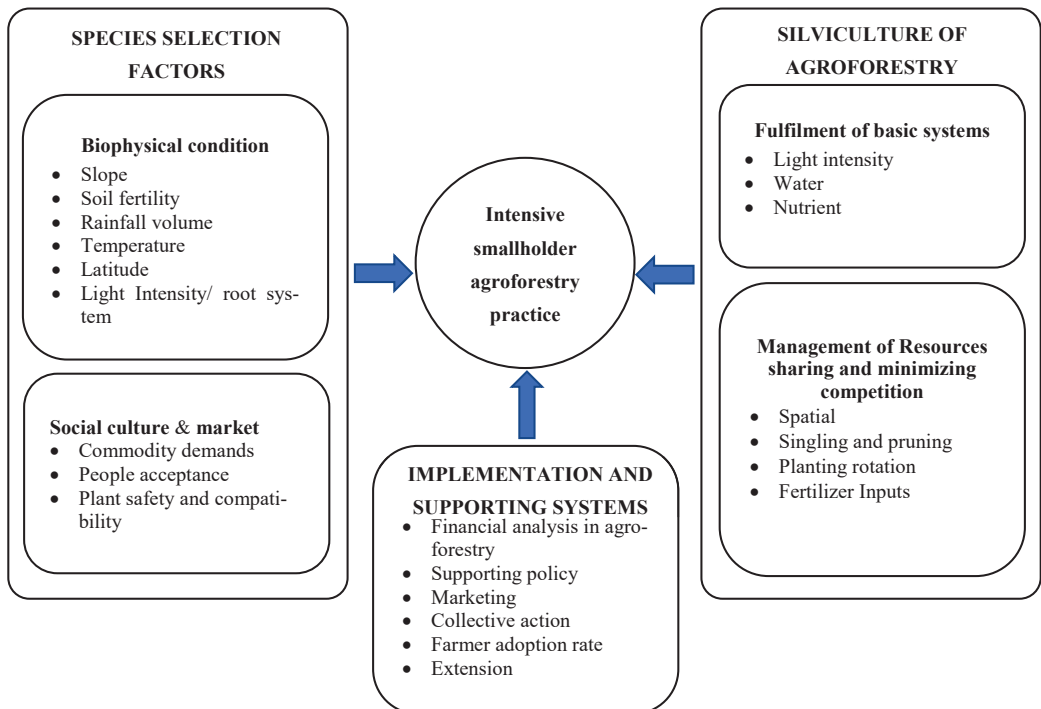 SPECIES SELECTION
FACTORS
Biophysical condition
• Slope
• Soil fertility
• Rainfall volume
• Temperature
• Latitude
• Light Intensity/ root sys-
tem
Social culture & market
• Commodity demands
• People acceptance
• Plant safety and compati-
bility
Intensive
smallholder
agroforestry
practice
IMPLEMENTATION AND
SUPPORTING SYSTEMS
• Financial analysis in agro-
forestry
• Supporting policy
• Marketing
• Collective action
• Farmer adoption rate
• Extension
SILVICULTURE OF
AGROFORESTRY
Fulfilment of basic systems
• Light intensity
• Water
• Nutrient
Management of Resources
sharing and minimizing
competition
• Spatial
• Singling and pruning
• Planting rotation
• Fertilizer Inputs